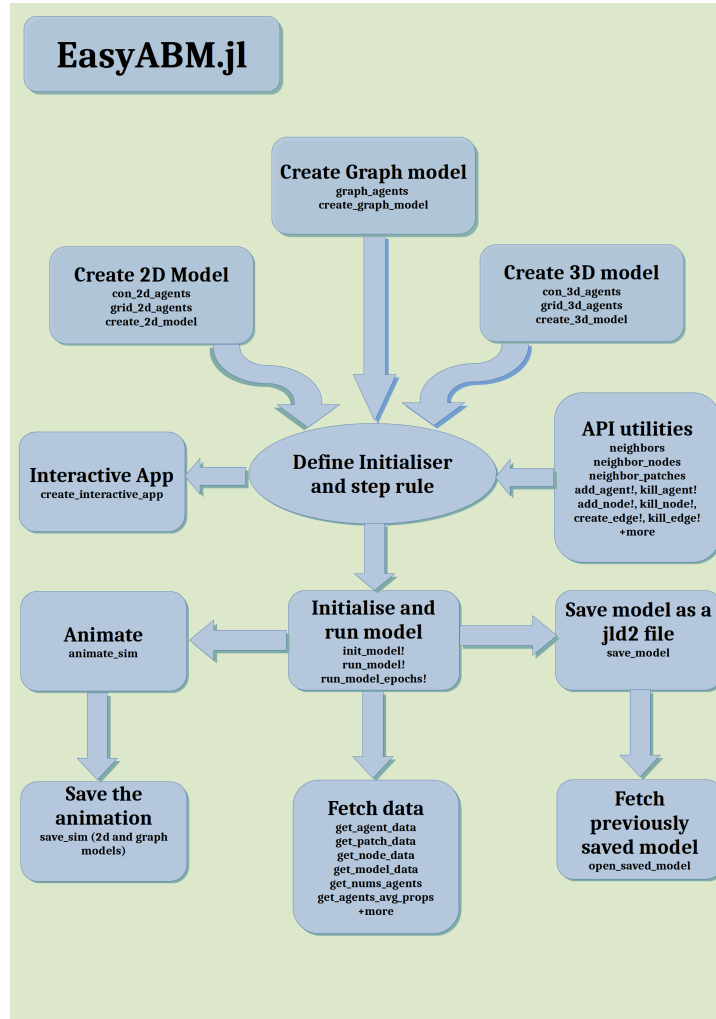 EasyABM.jl
Create Graph model
graph_agents
create_graph_model
Create 2D Model
con_2d_agents
grid_2d_agents
create_2d_model
Create 3D model
con_3d_agents
grid_3d_agents
create_3d_model
Interactive App
create_interactive_app
Define Initialiser
and step rule
API utilities
neighbors
neighbor_nodes
neighbor_patches
add_agent!, kill_agent!
add_node!, kill_node!,
create_edge!, kill_edge!
+more
Animate
animate_sim
Initialise and
run model
init_model!
run_model!
run_model_epochs!
Save model as a
jld2 file
save_model
Save the
animation
save_sim (2d and graph
models)
Fetch data
get_agent_data
get_patch_data
get_node_data
get_model_data
get_nums_agents
get_agents_avg_props
+more
Fetch
previously
saved model
open_saved_model